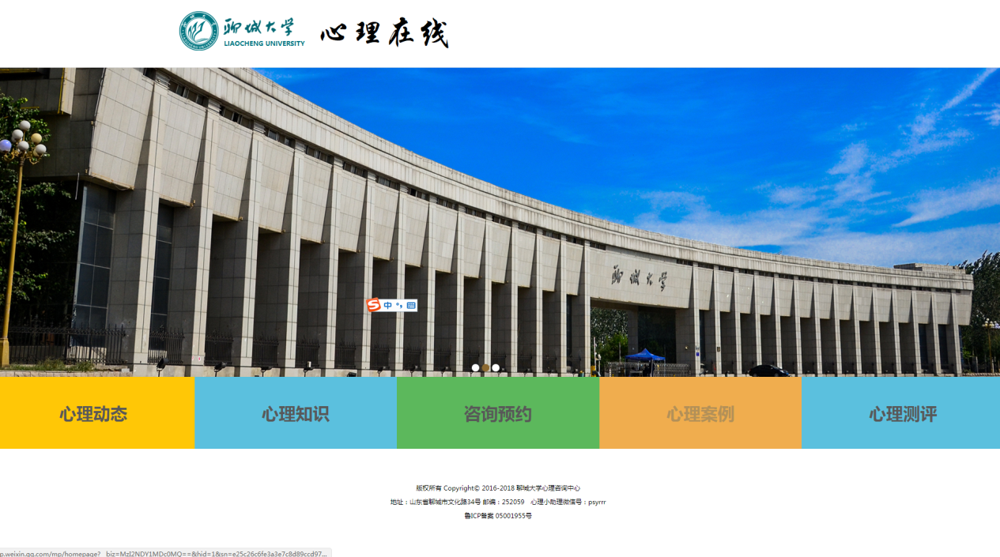 聊城大学
LIAOCHENG UNIVERSITY
心理在线
聊城大学
中
心理动态
心理知识
咨询预约
心理案例
心理测评
版权所有 Copyright© 2016-2018 聊城大学心理咨询中心
地址：山东省聊城市文化路34号 邮编：252059 心理小助理微信号：psyrrr
鲁ICP备案 05001955号
p.weixin.qq.com/mp/homepage?__biz=MzI2NDY1MDc0MQ==&hid=1&sn=e25c26c6fe3a3e7c8d89ccd97...